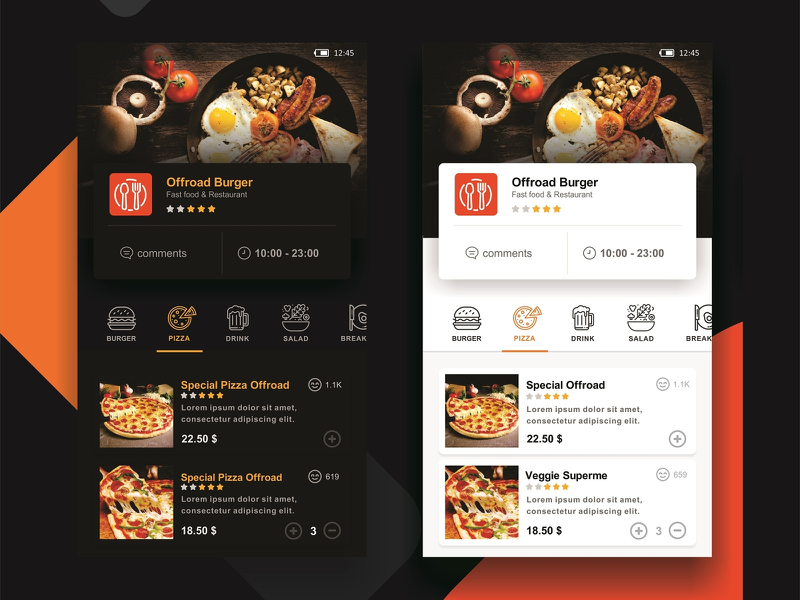 12:45
Offroad Burger
Fast food & Restaurant
comments
10:00 - 23:00
BURGER
PIZZA
DRINK
SALAD
BREAK
Special Pizza Offroad
1.1K
Lorem ipsum dolor sit amet,
consectetur adipiscing elit.
22.50 $
Special Pizza Offroad
619
Lorem ipsum dolor sit amet,
consectetur adipiscing elit.
18.50 $
3
12:45
Offroad Burger
Fast food & Restaurant
comments
10:00 - 23:00
BURGER
PIZZA
DRINK
SALAD
BREAK
Special Offroad
1.1K
Lorem ipsum dolor sit amet,
consectetur adipiscing elit.
22.50 $
Veggie Superme
659
Lorem ipsum dolor sit amet,
consectetur adipiscing elit.
18.50 $
3